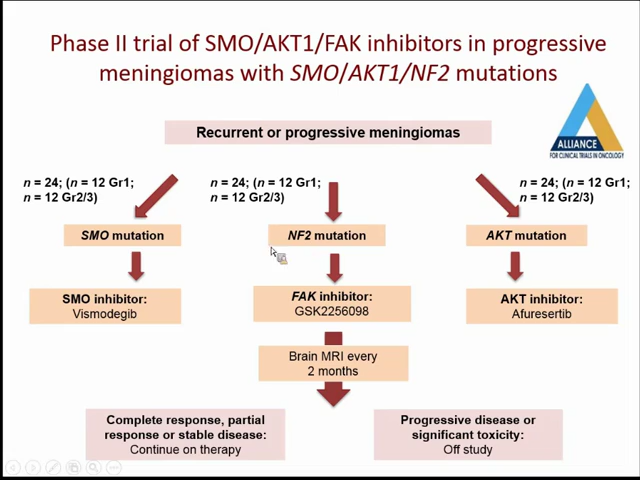 Phase II trial of SMO/AKT1/FAK inhibitors in progressive
meningiomas with SMO/AKT1/NF2 mutations
Recurrent or progressive meningiomas
ALLIANCE
FOR CLINICAL TRIALS IN ONCOLOGY
n = 24; (n = 12 Gr1;
n = 12 Gr2/3)
n = 24; (n = 12 Gr1;
n = 12 Gr2/3)
n = 24; (n = 12 Gr1;
n = 12 Gr2/3)
SMO mutation
NF2 mutation
AKT mutation
SMO inhibitor:
Vismodegib
FAK inhibitor:
GSK2256098
AKT inhibitor:
Afuresertib
Brain MRI every
2 months
Complete response, partial
response or stable disease:
Continue on therapy
Progressive disease or
significant toxicity:
Off study